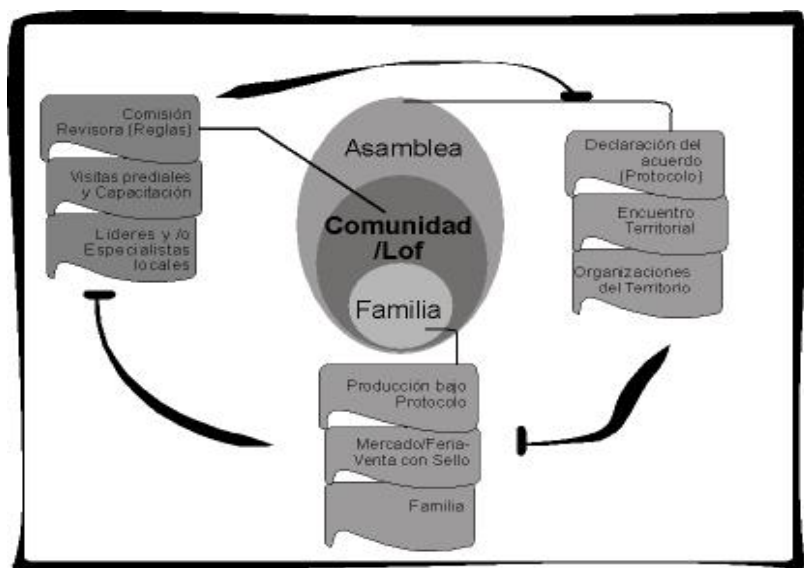 Comisión
Revisora (Reglas)
Visitas prediales
y Capacitación
Líderes y /o
Especialistas
locales
Asamblea
Comunidad
/Lof
Familia
Declaración del
acuerdo
(Protocolo)
Encuentro
Territorial
Organizaciones
del Territorio
Producción bajo
Protocolo
Mercado/Feria-
Venta con Sello
Familia